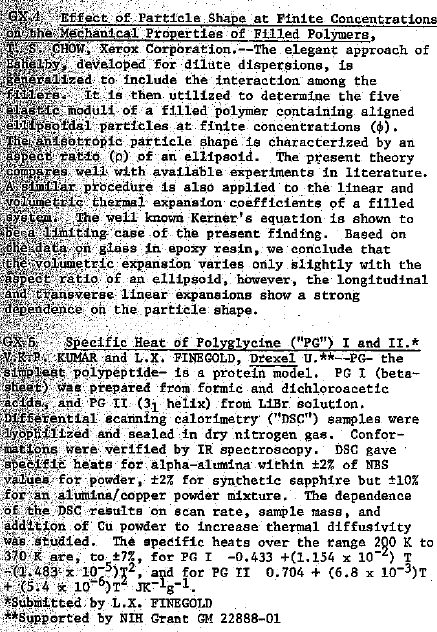 GX 4 Effect of Particle Shape at Finite Concentrations
on the Mechanical Properties of Filled Polymers,
T. S. CHOW, Xerox Corporation.--The elegant approach of
Eshelby, developed for dilute dispersions, is
generalized to include the interaction among the
fillers. It is then utilized to determine the five
elastic moduli of a filled polymer containing aligned
ellipsoidal particles at finite concentrations (ϕ).
The anisotropic particle shape is characterized by an
aspect ratio (ρ) of an ellipsoid. The present theory
compares well with available experiments in literature.
A similar procedure is also applied to the linear and
volumetric thermal expansion coefficients of a filled
system. The well known Kerner's equation is shown to
be a limiting case of the present finding. Based on
the data on glass in epoxy resin, we conclude that
the volumetric expansion varies only slightly with the
aspect ratio of an ellipsoid, however, the longitudinal
and transverse linear expansions show a strong
dependence on the particle shape.
GX 5 Specific Heat of Polyglycine ("PG") I and II.*
V.R.P. KUMAR and L.X. FINEGOLD, Drexel U.**--PG- the
simplest polypeptide- is a protein model. PG I (beta-
sheet) was prepared from formic and dichloroacetic
acids, and PG II (3₁ helix) from LiBr solution.
Differential scanning calorimetry ("DSC") samples were
lyophilized and sealed in dry nitrogen gas. Confor-
mations were verified by IR spectroscopy. DSC gave
specific heats for alpha-alumina within ±2% of NBS
values for powder, ±2% for synthetic sapphire but ±10%
for an alumina/copper powder mixture. The dependence
of the DSC results on scan rate, sample mass, and
addition of Cu powder to increase thermal diffusivity
was studied. The specific heats over the range 200 K to
370 K are, to ±7%, for PG I -0.433 +(1.154 x 10⁻²) T
-(1.483 x 10⁻⁵)T², and for PG II 0.704 + (6.8 x 10⁻³)T
+ (5.4 x 10⁻⁶)T² JK⁻¹g⁻¹.
*Submitted by L.X. FINEGOLD
**Supported by NIH Grant GM 22888-01